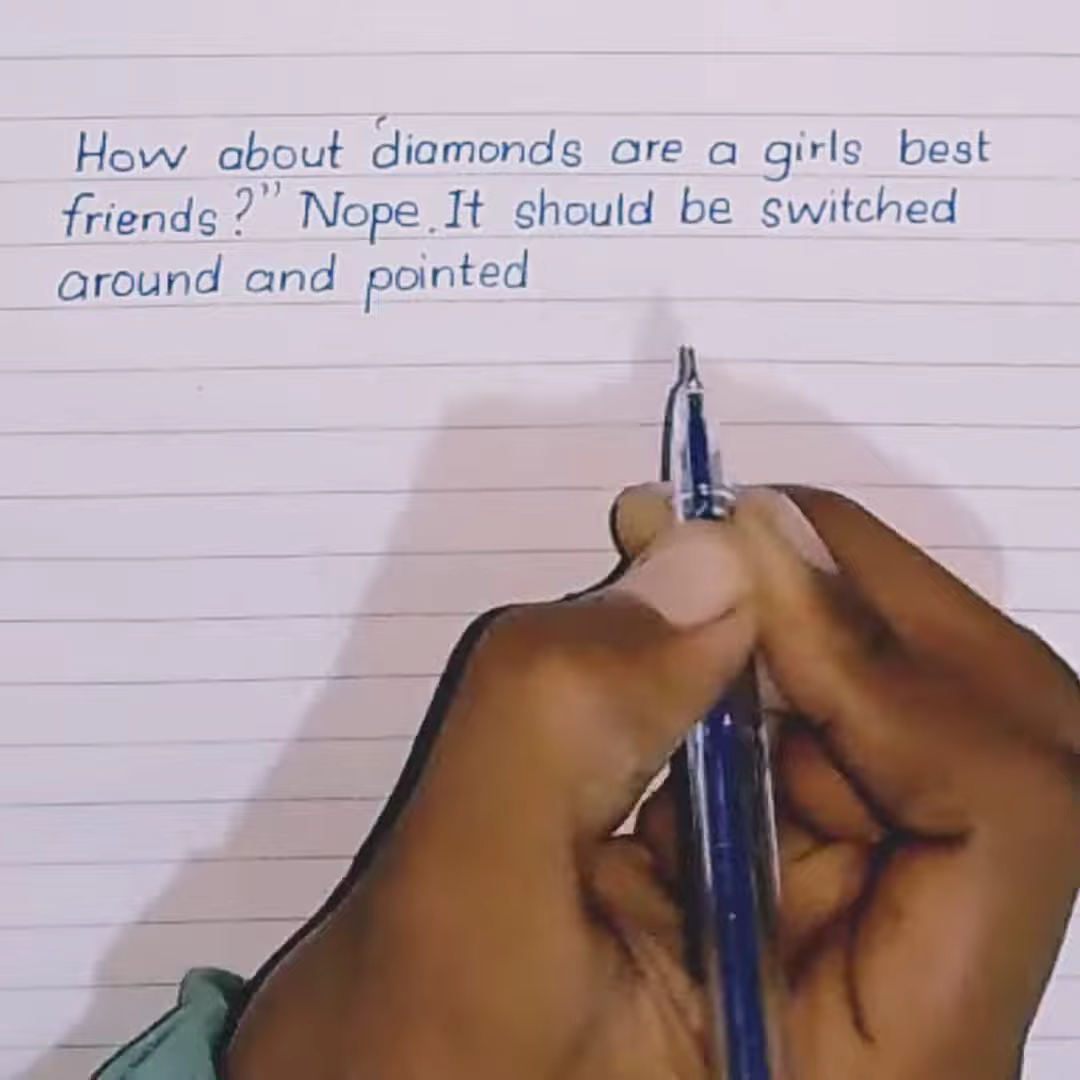 How about 'diamonds are a girls best
friends?" Nope. It should be switched
around and pointed